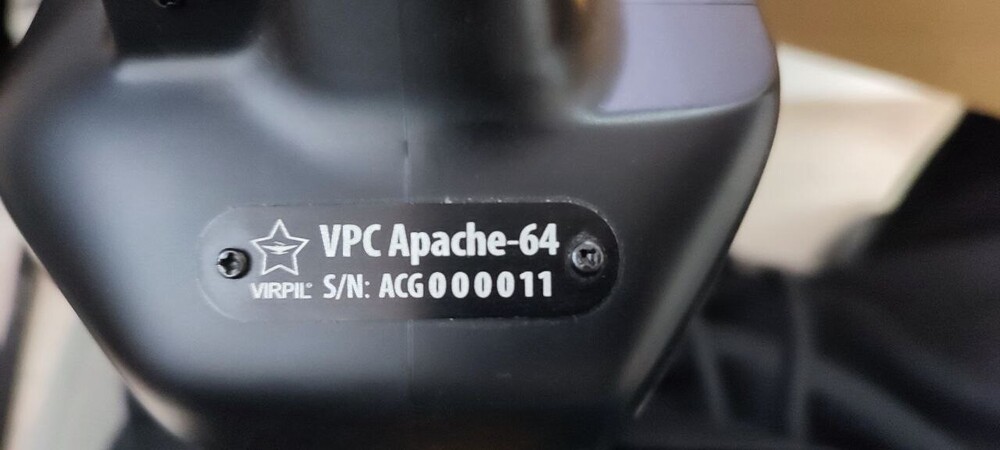 VPC Apache-64
VIRPIL® S/N: ACG000011